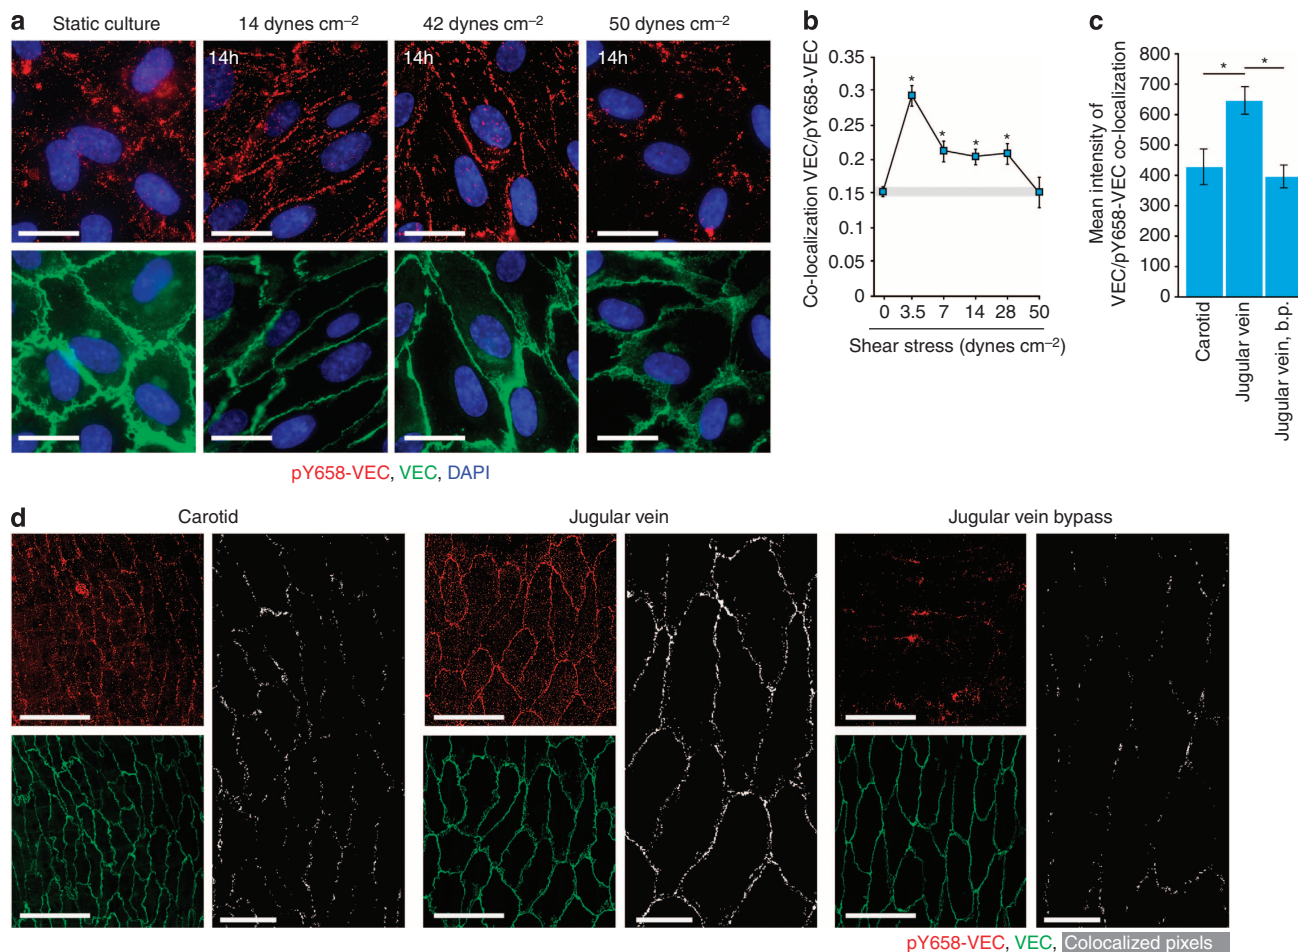 a
Static culture
14 dynes cm⁻²
42 dynes cm⁻²
50 dynes cm⁻²
14h
14h
14h
pY658-VEC, VEC, DAPI
b
Co-localization VEC/pY658-VEC
0.35
0.3
0.25
0.2
0.15
0.1
0.05
0
*
*
*
*
0 3.5 7 14 28 50
Shear stress (dynes cm⁻²)
c
Mean intensity of
VEC/pY658-VEC co-localization
800
700
600
500
400
300
200
100
0
*
*
Carotid
Jugular vein
Jugular vein, b.p.
d
Carotid
Jugular vein
Jugular vein bypass
pY658-VEC, VEC, Colocalized pixels